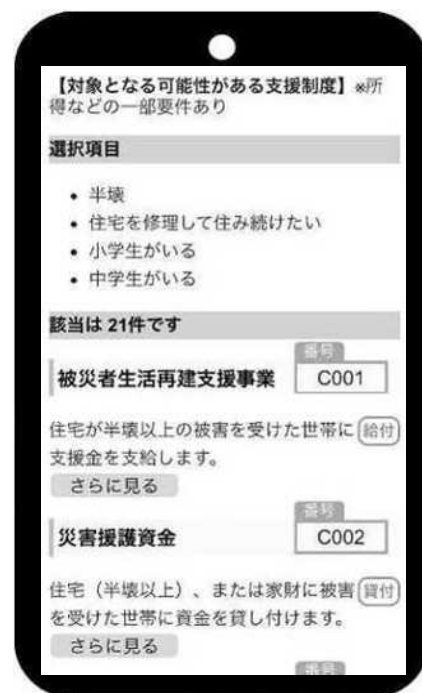 【対象となる可能性がある支援制度】※所
得などの一部要件あり
選択項目
• 半壊
• 住宅を修理して住み続けたい
• 小学生がいる
• 中学生がいる
該当は 21件です
番号
被災者生活再建支援事業 C001
住宅が半壊以上の被害を受けた世帯に 給付
支援金を支給します。
さらに見る
番号
災害援護資金 C002
住宅（半壊以上）、または家財に被害 貸付
を受けた世帯に資金を貸し付けます。
さらに見る
番号